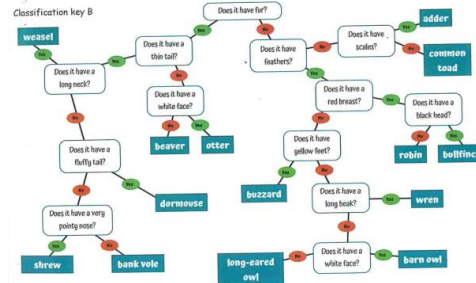 Classification key B
Does it have fur?
weasel
Yes
Yes
No
adder
Does it have a
thin tail?
Does it have
feathers?
No
Does it have
scales?
Yes
No
common
toad
Does it have a
long neck?
Yes
No
Yes
Does it have a
white face?
Does it have a
red breast?
Yes
Does it have a
black head?
No
No
Yes
No
No
Yes
beaver
otter
robin
bullfinc
Does it have a
fluffy tail?
Does it have
yellow feet?
No
Yes
dormouse
Yes
No
buzzard
Does it have a
long beak?
Yes
wren
Does it have a very
pointy nose?
No
Yes
No
shrew
bank vole
long-eared
owl
No
Does it have a
white face?
Yes
barn owl